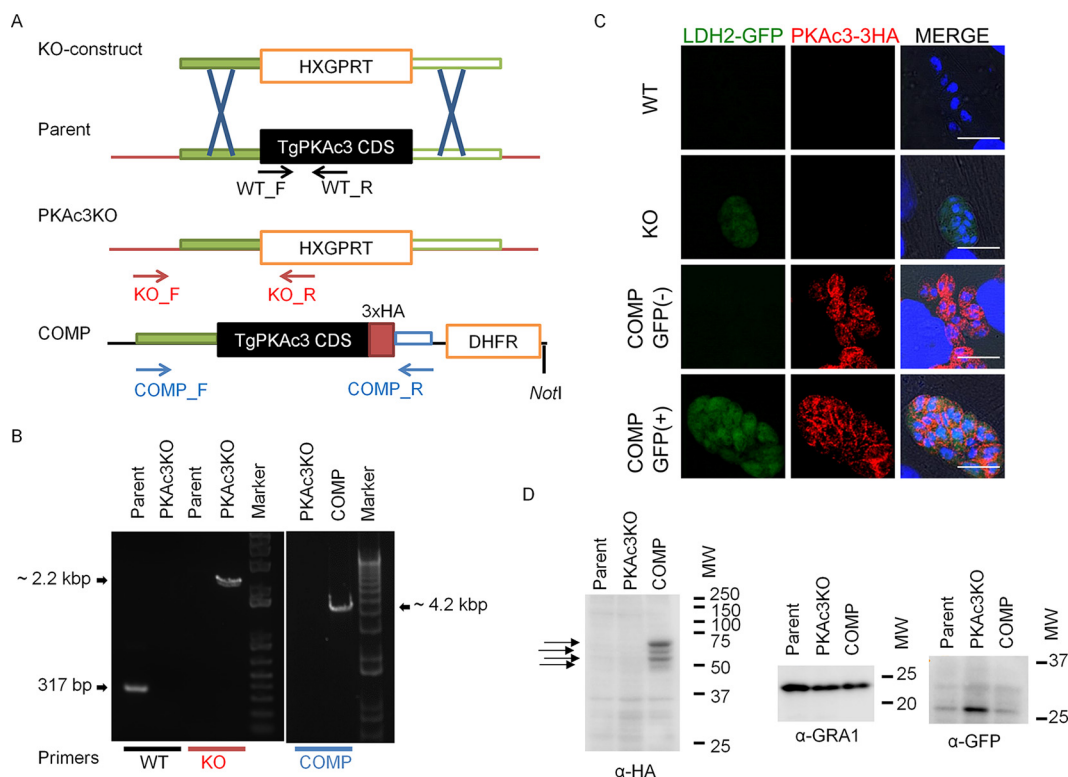 A
KO-construct
HXGPRT
Parent
TgPKAc3 CDS
WT_F
WT_R
PKAc3KO
HXGPRT
KO_F
KO_R
COMP
3xHA
TgPKAc3 CDS
DHFR
COMP_F
COMP_R
NotI
B
Parent
PKAc3KO
Parent
PKAc3KO
Marker
PKAc3KO
COMP
Marker
~ 2.2 kbp
~ 4.2 kbp
317 bp
Primers
WT
KO
COMP
C
LDH2-GFP PKAc3-3HA MERGE
WT
KO
COMP
GFP(-)
COMP
GFP(+)
D
Parent
PKAc3KO
COMP
MW
250
150
100
75
50
37
25
α-HA
Parent
PKAc3KO
COMP
MW
25
20
α-GRA1
Parent
PKAc3KO
COMP
MW
37
25
α-GFP